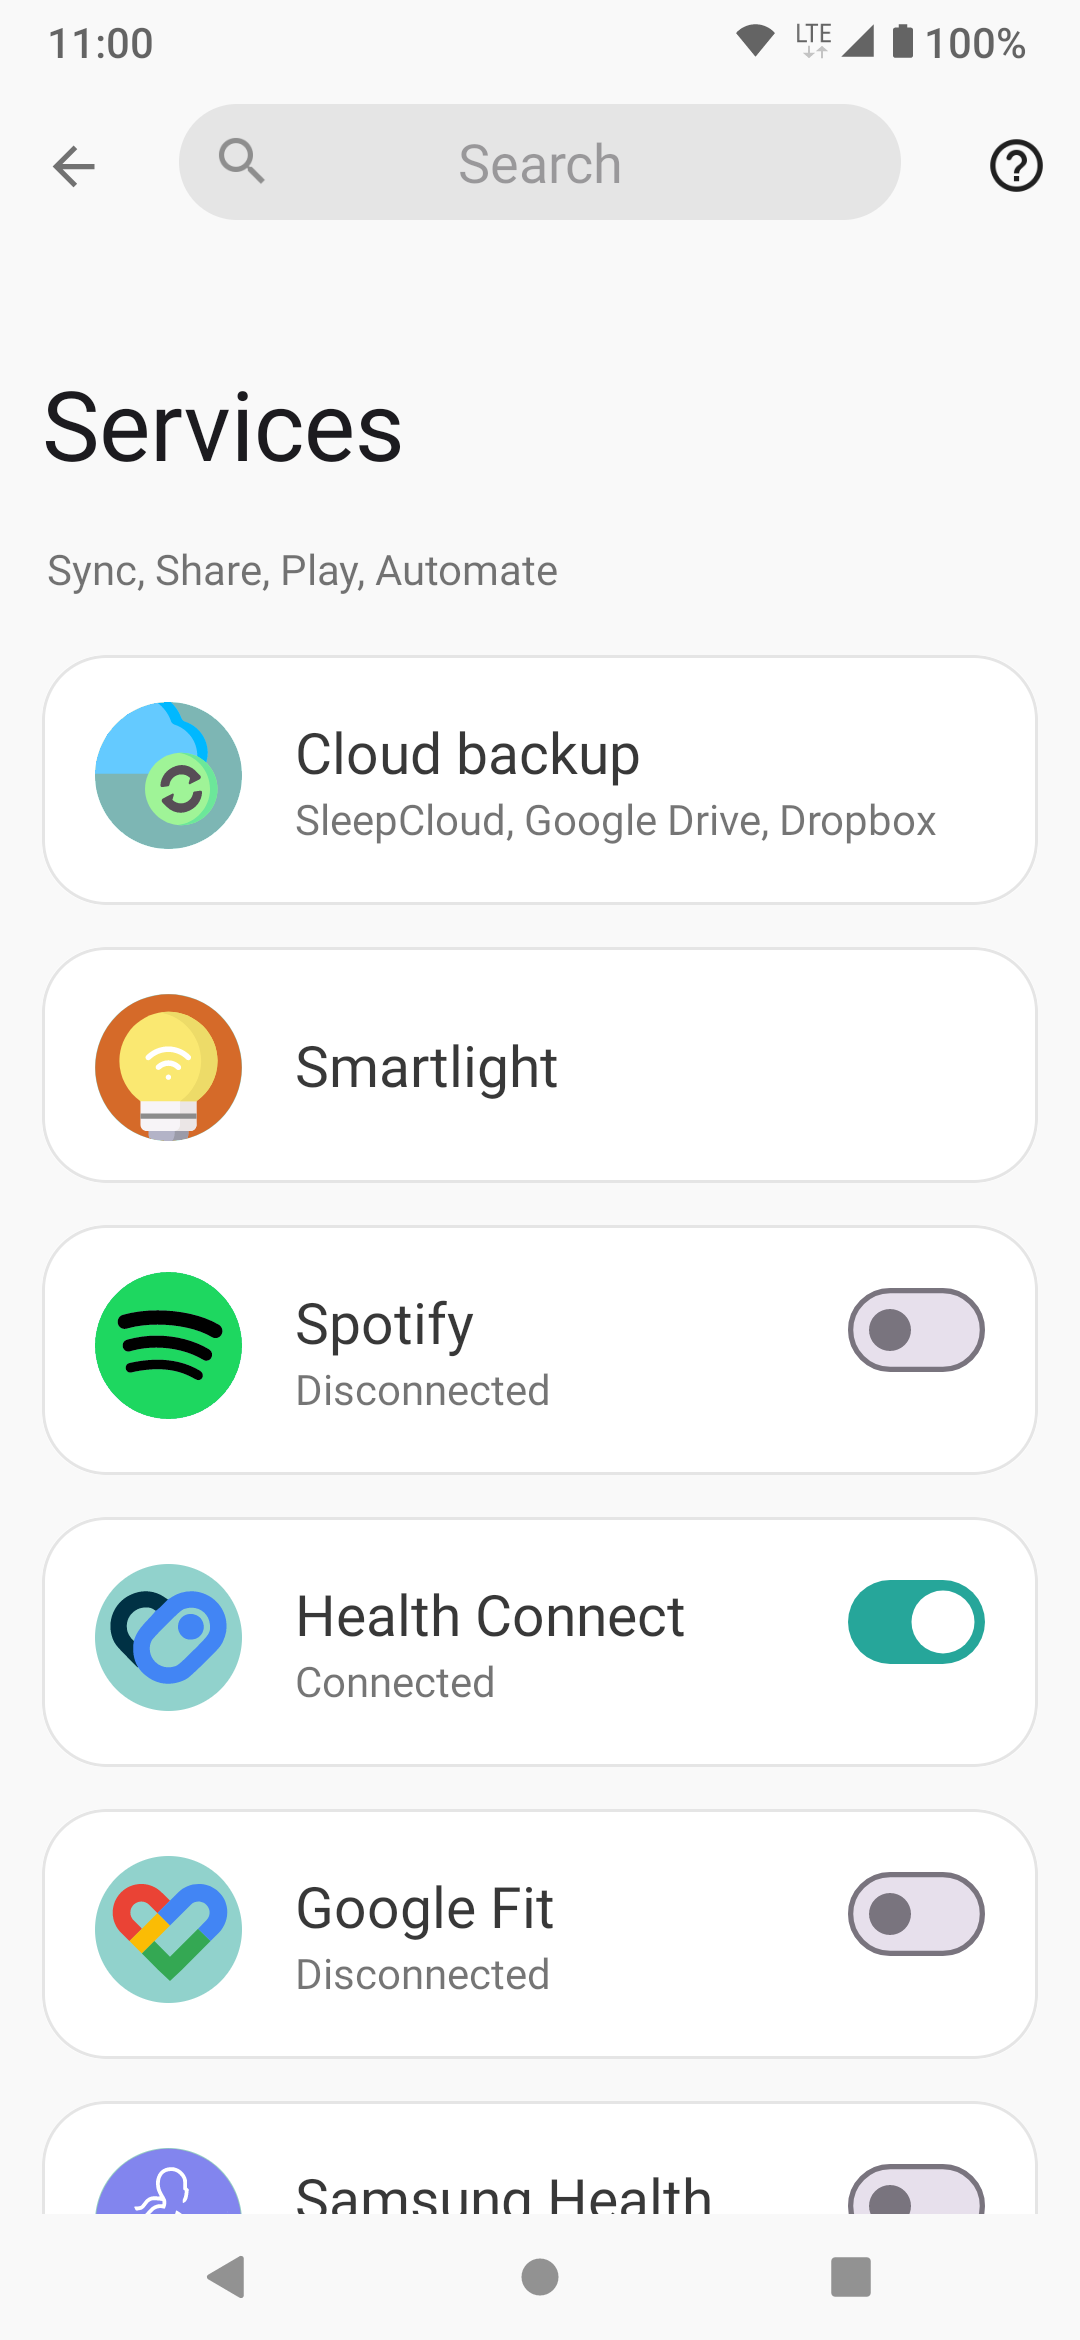 11:00 LTE 100%
Search
Services
Sync, Share, Play, Automate
Cloud backup
SleepCloud, Google Drive, Dropbox
Smartlight
Spotify
Disconnected
Health Connect
Connected
Google Fit
Disconnected
Samsung Health